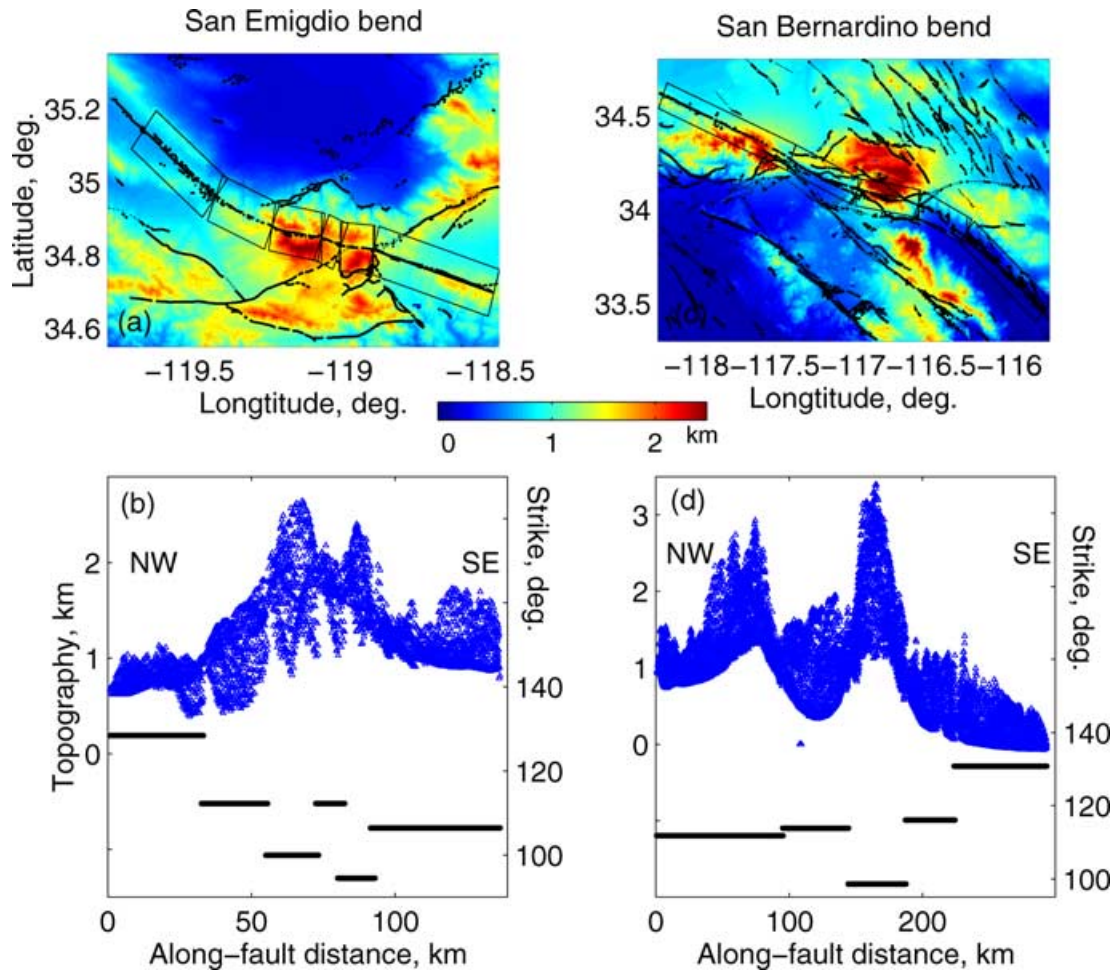 San Emigdio bend
San Bernardino bend
35.2
35
34.8
34.6
Latitude, deg.
(a)
−119.5
−119
−118.5
Longtitude, deg.
34.5
34
33.5
(c)
−118
−117.5
−117
−116.5
−116
Longtitude, deg.
0
1
2
km
(b)
NW
SE
2
1
0
Topography, km
Strike, deg.
140
120
100
0
50
100
Along−fault distance, km
(d)
NW
SE
3
2
1
0
Strike, deg.
140
120
100
0
100
200
Along−fault distance, km